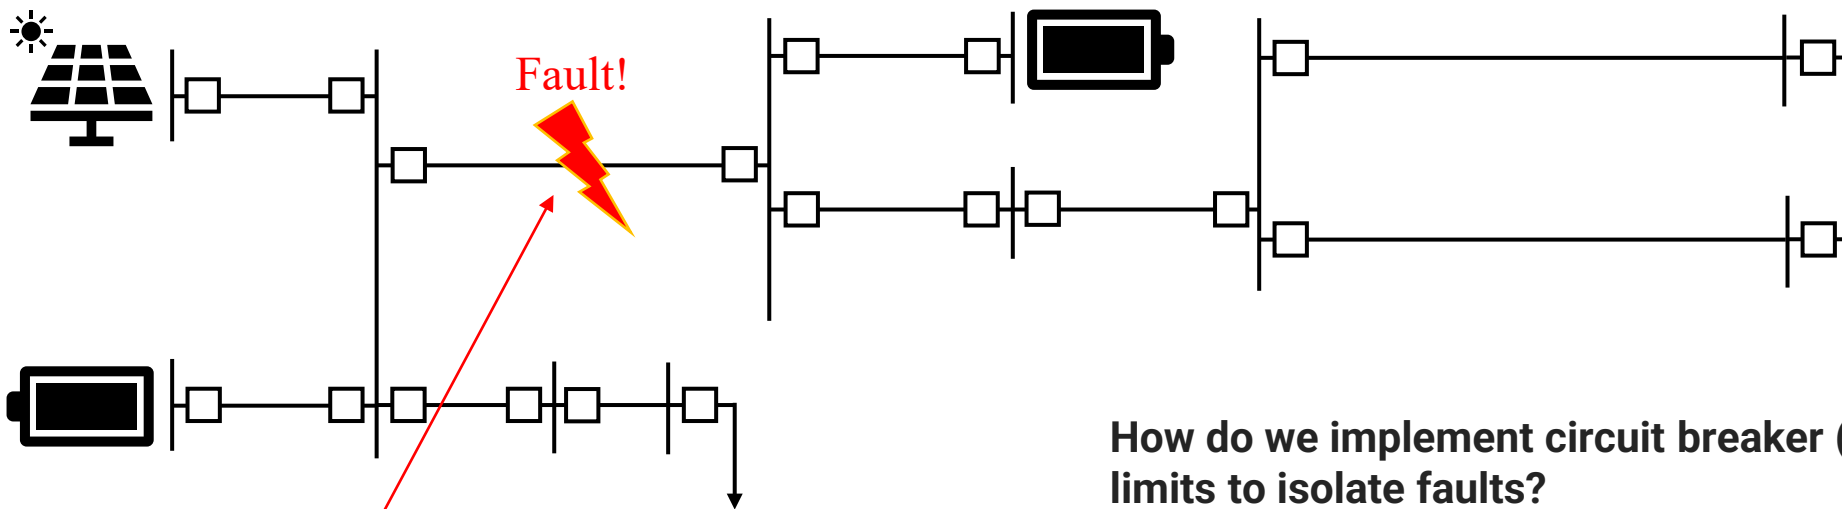 Fault!
How do we implement circuit breaker (
limits to isolate faults?